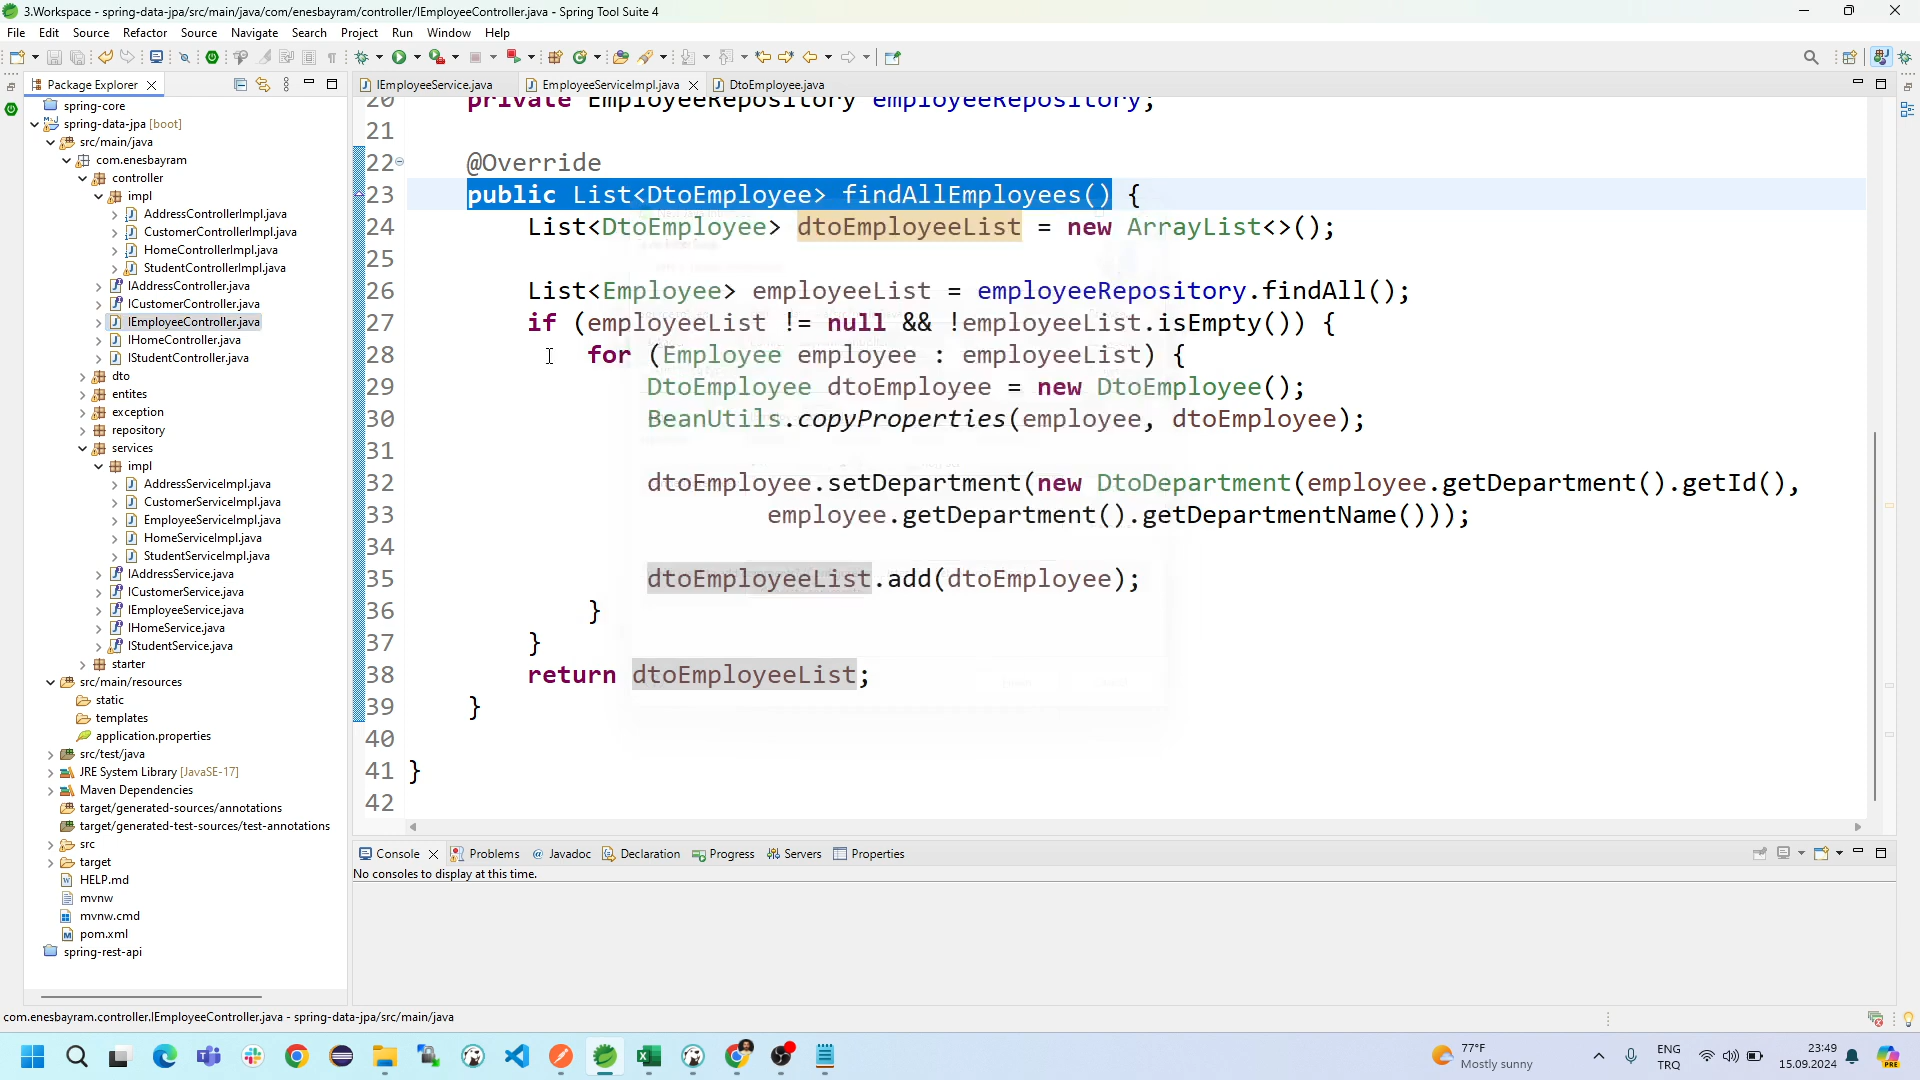 3.Workspace - spring-data-jpa/src/main/java/com/enesbayram/controller/IEmployeeController.java - Spring Tool Suite 4
File Edit Source Refactor Source Navigate Search Project Run Window Help
Package Explorer
spring-core
spring-data-jpa [boot]
src/main/java
com.enesbayram
controller
impl
AddressControllerImpl.java
CustomerControllerImpl.java
HomeControllerImpl.java
StudentControllerImpl.java
IAddressController.java
ICustomerController.java
IEmployeeController.java
IHomeController.java
IStudentController.java
dto
entites
exception
repository
services
impl
AddressServiceImpl.java
CustomerServiceImpl.java
EmployeeServiceImpl.java
HomeServiceImpl.java
StudentServiceImpl.java
IAddressService.java
ICustomerService.java
IEmployeeService.java
IHomeService.java
IStudentService.java
starter
src/main/resources
static
templates
application.properties
src/test/java
JRE System Library [JavaSE-17]
Maven Dependencies
target/generated-sources/annotations
target/generated-test-sources/test-annotations
src
target
HELP.md
mvnw
mvnw.cmd
pom.xml
spring-rest-api
IEmployeeService.java EmployeeServiceImpl.java DtoEmployee.java
20 private EmployeeRepository employeeRepository;
21
22 @Override
23 public List<DtoEmployee> findAllEmployees() {
24 List<DtoEmployee> dtoEmployeeList = new ArrayList<>();
25
26 List<Employee> employeeList = employeeRepository.findAll();
27 if (employeeList != null && !employeeList.isEmpty()) {
28 for (Employee employee : employeeList) {
29 DtoEmployee dtoEmployee = new DtoEmployee();
30 BeanUtils.copyProperties(employee, dtoEmployee);
31
32 dtoEmployee.setDepartment(new DtoDepartment(employee.getDepartment().getId(),
33 employee.getDepartment().getDepartmentName()));
34
35 dtoEmployeeList.add(dtoEmployee);
36 }
37 }
38 return dtoEmployeeList;
39 }
40
41 }
42
Console Problems @ Javadoc Declaration Progress Servers Properties
No consoles to display at this time.
com.enesbayram.controller.IEmployeeController.java - spring-data-jpa/src/main/java
77°F
Mostly sunny
ENG
TRQ
23:49
15.09.2024
PRE